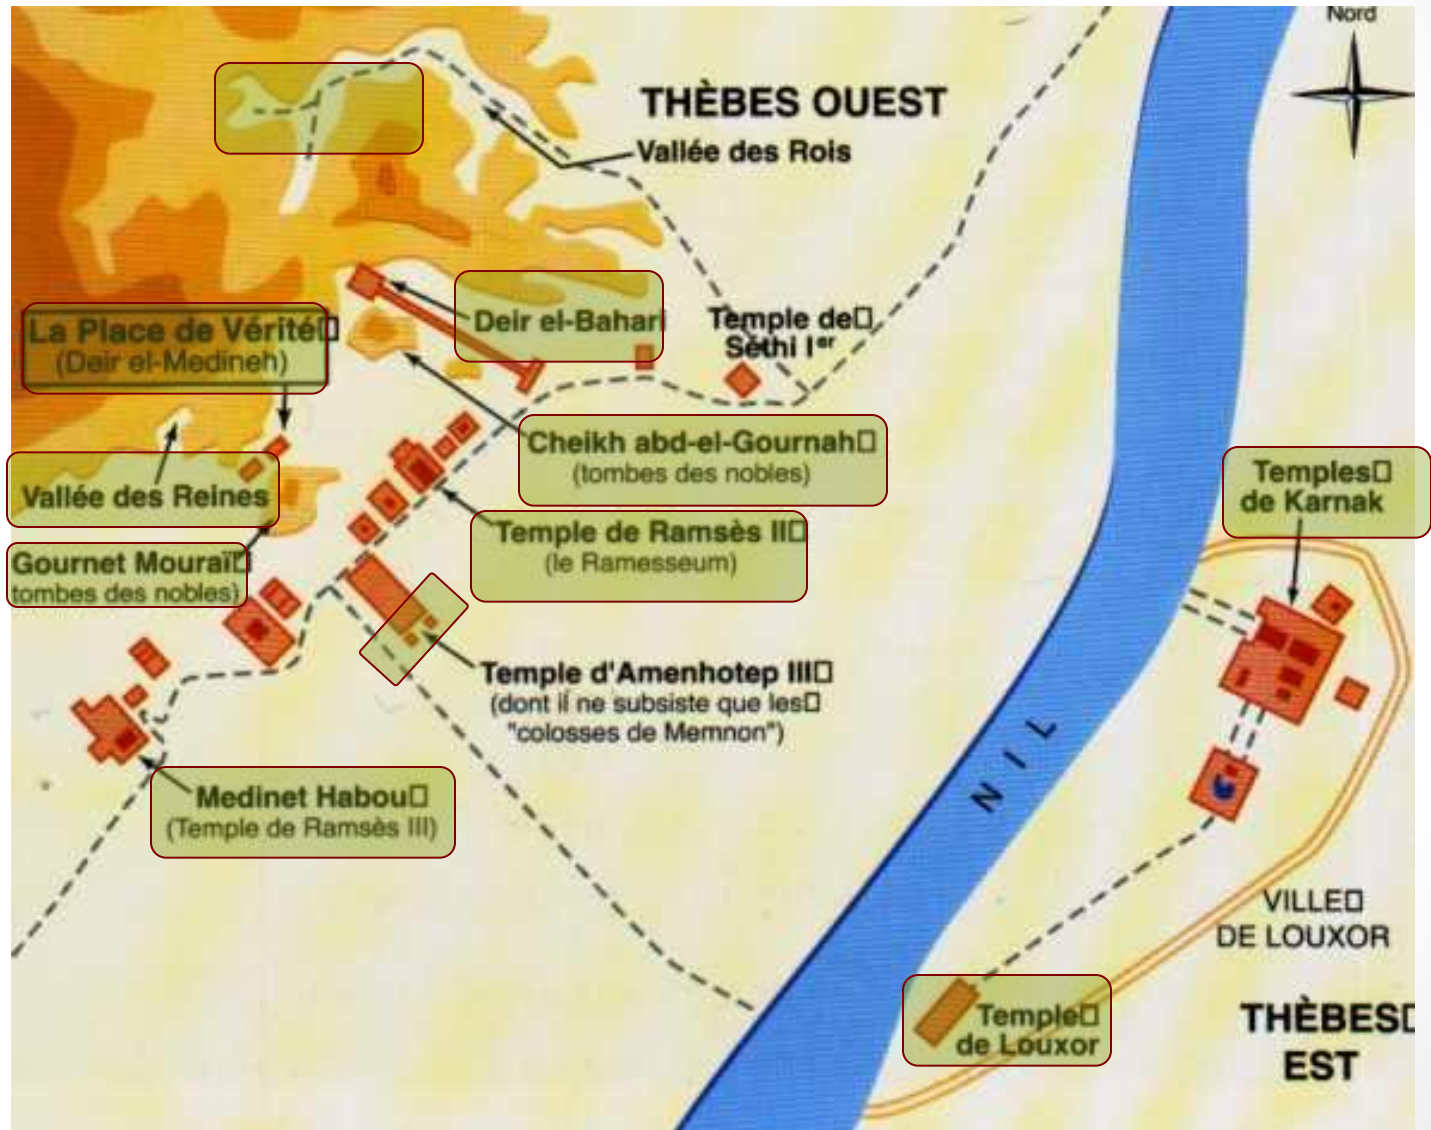 Nord
THÈBES OUEST
Vallée des Rois
Deir el-Bahari
Temple de
Sèthi Ier
La Place de Vérité
(Deir el-Medineh)
Cheikh abd-el-Gournah
(tombes des nobles)
Vallée des Reines
Temples
de Karnak
Temple de Ramsès II
(le Ramesseum)
Gournet Mouraï
tombes des nobles)
Temple d'Amenhotep III
(dont il ne subsiste que les
"colosses de Memnon")
NIL
Medinet Habou
(Temple de Ramsès III)
VILLE
DE LOUXOR
Temple
de Louxor
THÈBES
EST